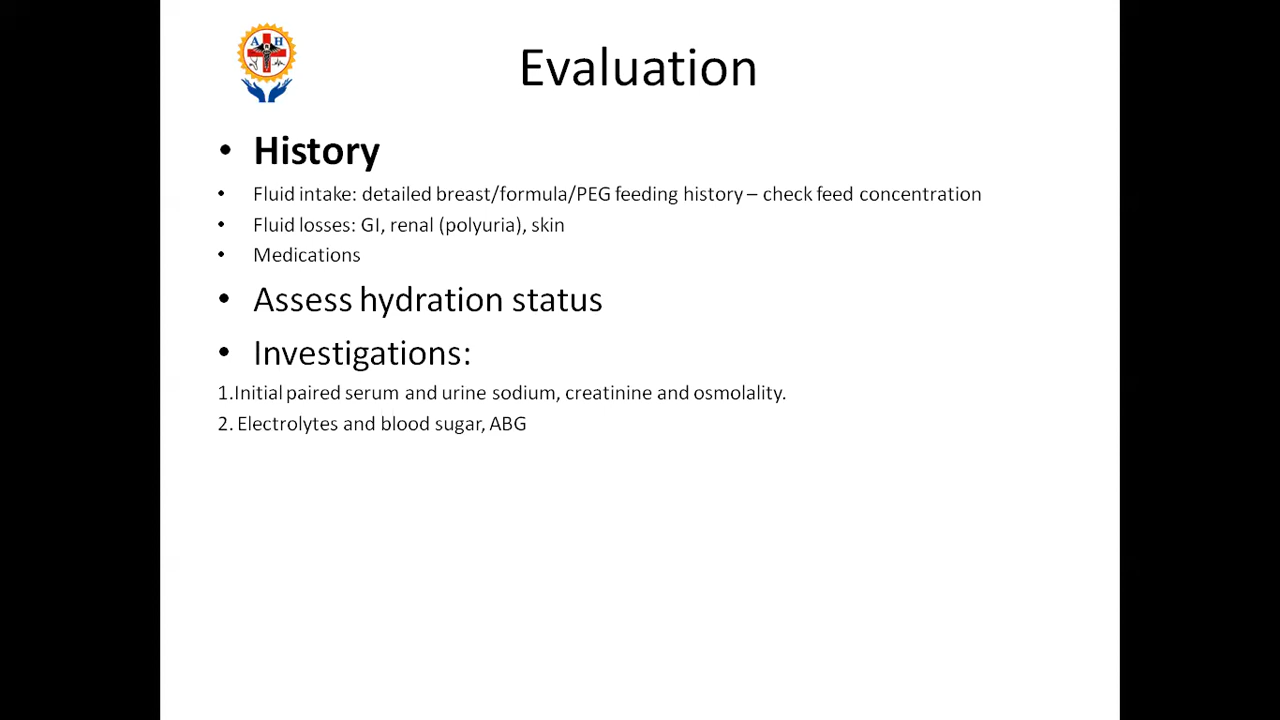 A H
Evaluation
• History
• Fluid intake: detailed breast/formula/PEG feeding history – check feed concentration
• Fluid losses: GI, renal (polyuria), skin
• Medications
• Assess hydration status
• Investigations:
1.Initial paired serum and urine sodium, creatinine and osmolality.
2. Electrolytes and blood sugar, ABG